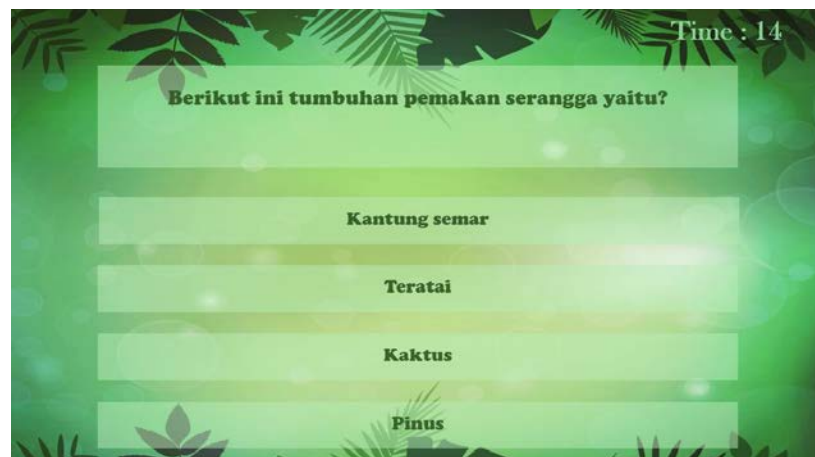 Time : 14
Berikut ini tumbuhan pemakan serangga yaitu?
Kantung semar
Teratai
Kaktus
Pinus